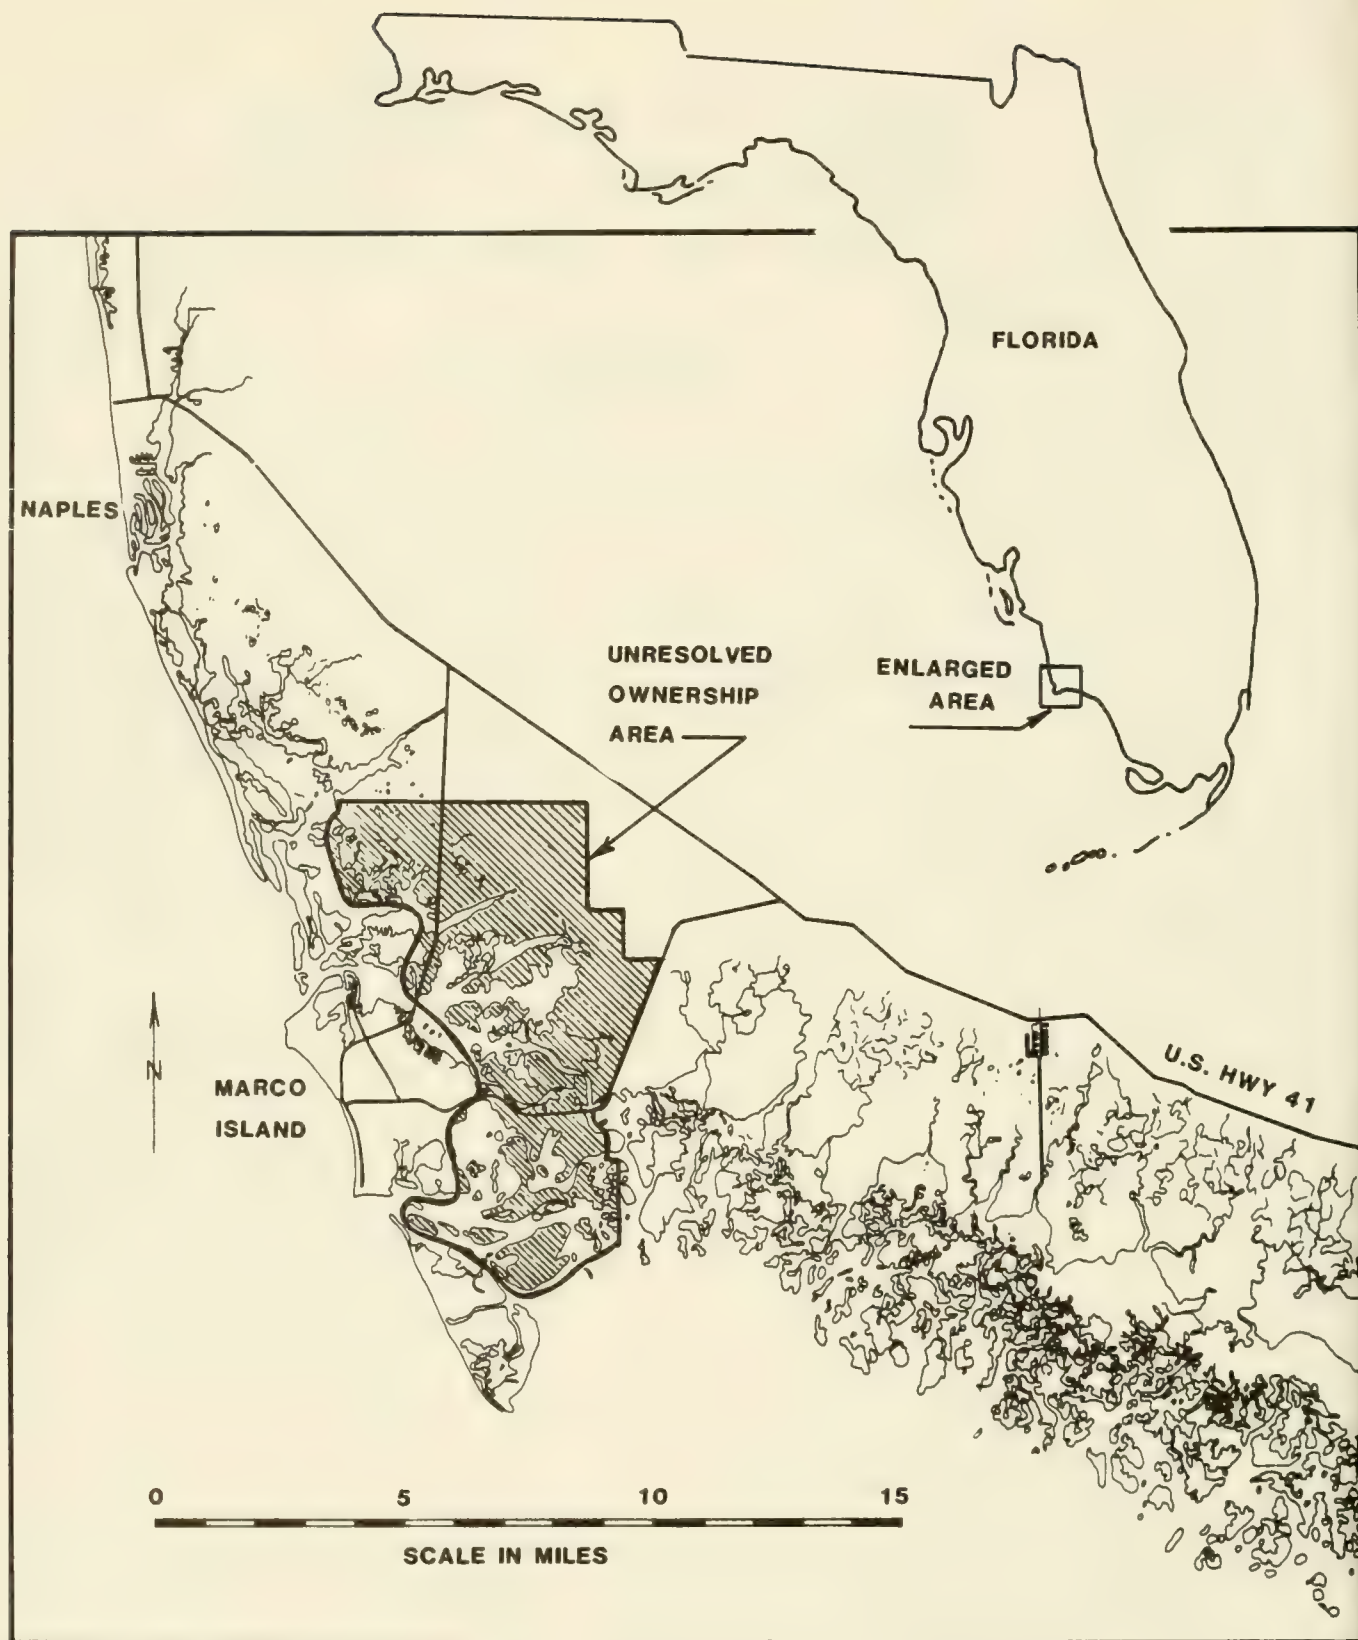 FLORIDA
NAPLES
UNRESOLVED
OWNERSHIP
AREA
ENLARGED
AREA
N
MARCO
ISLAND
U.S. HWY 41
0 5 10 15
SCALE IN MILES